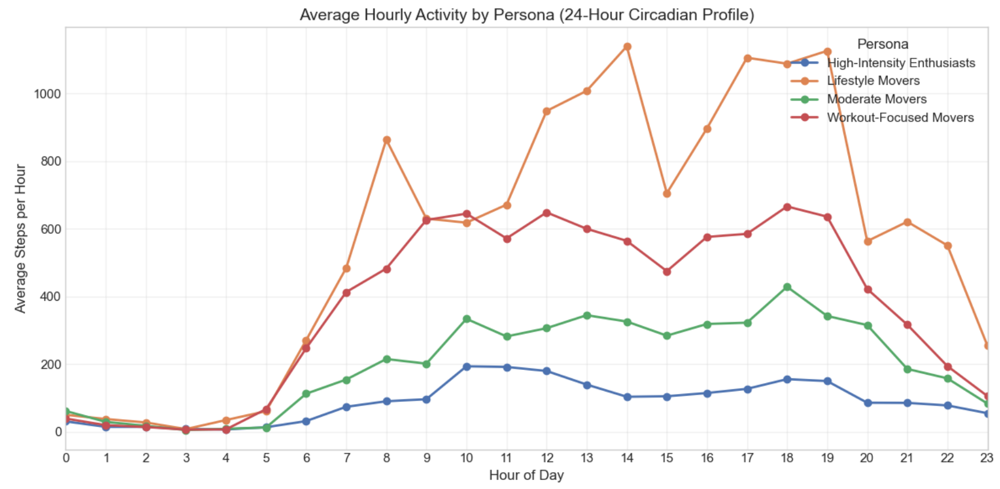 Average Hourly Activity by Persona (24-Hour Circadian Profile)
Persona
High-Intensity Enthusiasts
Lifestyle Movers
Moderate Movers
Workout-Focused Movers
Average Steps per Hour
1000
800
600
400
200
0
0 1 2 3 4 5 6 7 8 9 10 11 12 13 14 15 16 17 18 19 20 21 22 23
Hour of Day